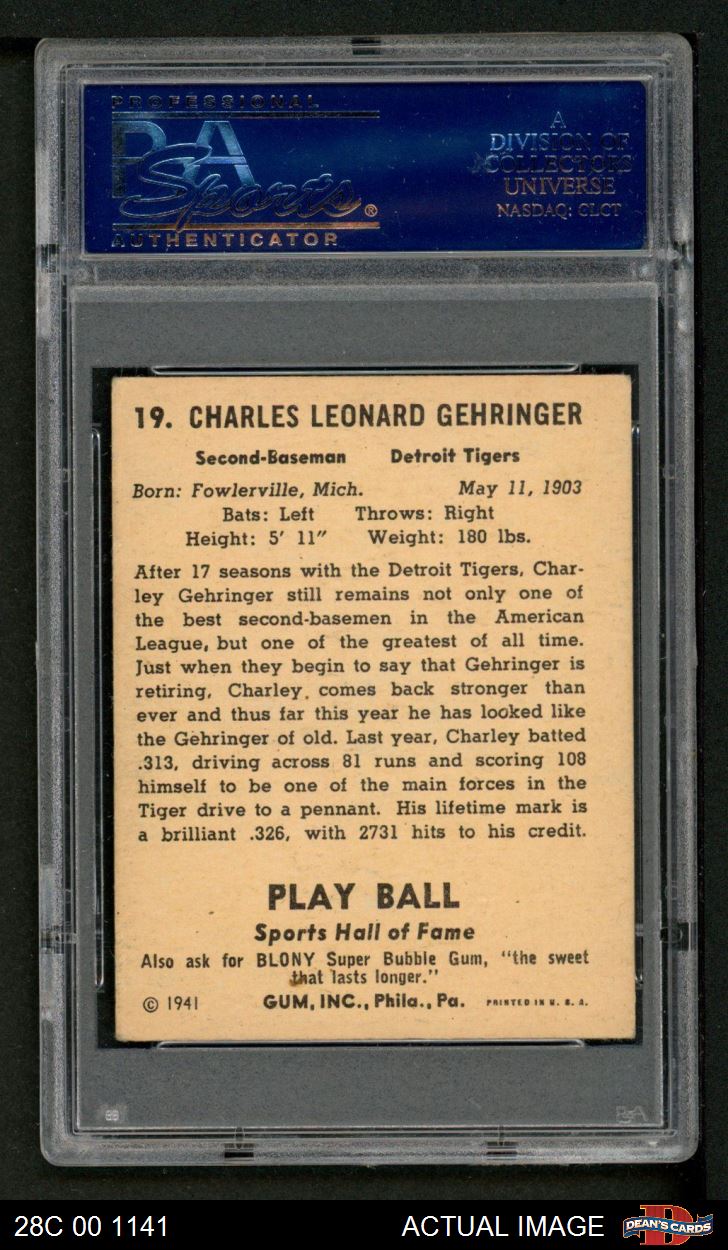 PROFESSIONAL
PSA
Sports®
AUTHENTICATOR
A
DIVISION OF
COLLECTORS
UNIVERSE
NASDAQ: CLCT
19. CHARLES LEONARD GEHRINGER
Second-Baseman Detroit Tigers
Born: Fowlerville, Mich. May 11, 1903
Bats: Left Throws: Right
Height: 5' 11" Weight: 180 lbs.
After 17 seasons with the Detroit Tigers, Char-
ley Gehringer still remains not only one of
the best second-basemen in the American
League, but one of the greatest of all time.
Just when they begin to say that Gehringer is
retiring, Charley comes back stronger than
ever and thus far this year he has looked like
the Gehringer of old. Last year, Charley batted
.313, driving across 81 runs and scoring 108
himself to be one of the main forces in the
Tiger drive to a pennant. His lifetime mark is
a brilliant .326, with 2731 hits to his credit.
PLAY BALL
Sports Hall of Fame
Also ask for BLONY Super Bubble Gum, "the sweet
that lasts longer."
© 1941 GUM, INC., Phila., Pa. PRINTED IN U. S. A.
PSA
28C 00 1141 ACTUAL IMAGE DEAN'S CARDS